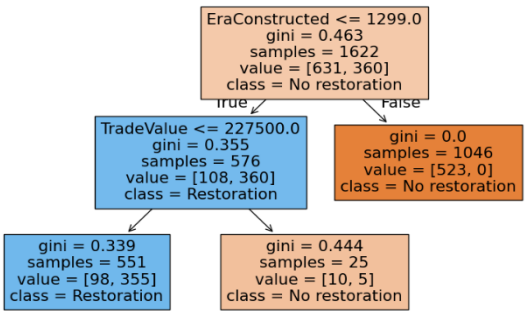 EraConstructed <= 1299.0
gini = 0.463
samples = 1622
value = [631, 360]
class = No restoration
True
False
TradeValue <= 227500.0
gini = 0.355
samples = 576
value = [108, 360]
class = Restoration
gini = 0.0
samples = 1046
value = [523, 0]
class = No restoration
gini = 0.339
samples = 551
value = [98, 355]
class = Restoration
gini = 0.444
samples = 25
value = [10, 5]
class = No restoration